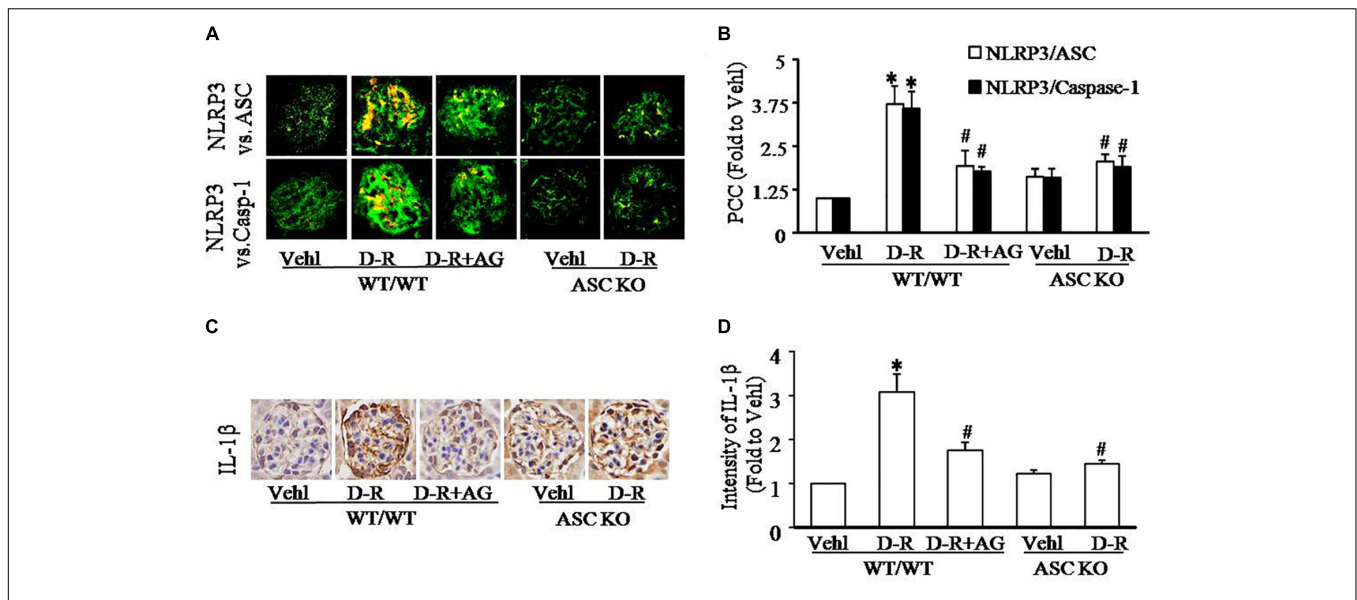 A
NLRP3
vs. ASC
NLRP3
vs.Casp-1
Vehl D-R D-R+AG Vehl D-R
WT/WT ASC KO
B
NLRP3/ASC
NLRP3/Caspase-1
PCC (Fold to Vehl)
5
3.75
2.5
1.25
0
* *
# #
# #
Vehl D-R D-R+AG Vehl D-R
WT/WT ASC KO
C
IL-1β
Vehl D-R D-R+AG Vehl D-R
WT/WT ASC KO
D
Intensity of IL-1β
(Fold to Vehl)
4
3
2
1
0
*
#
#
Vehl D-R D-R+AG Vehl D-R
WT/WT ASC KO